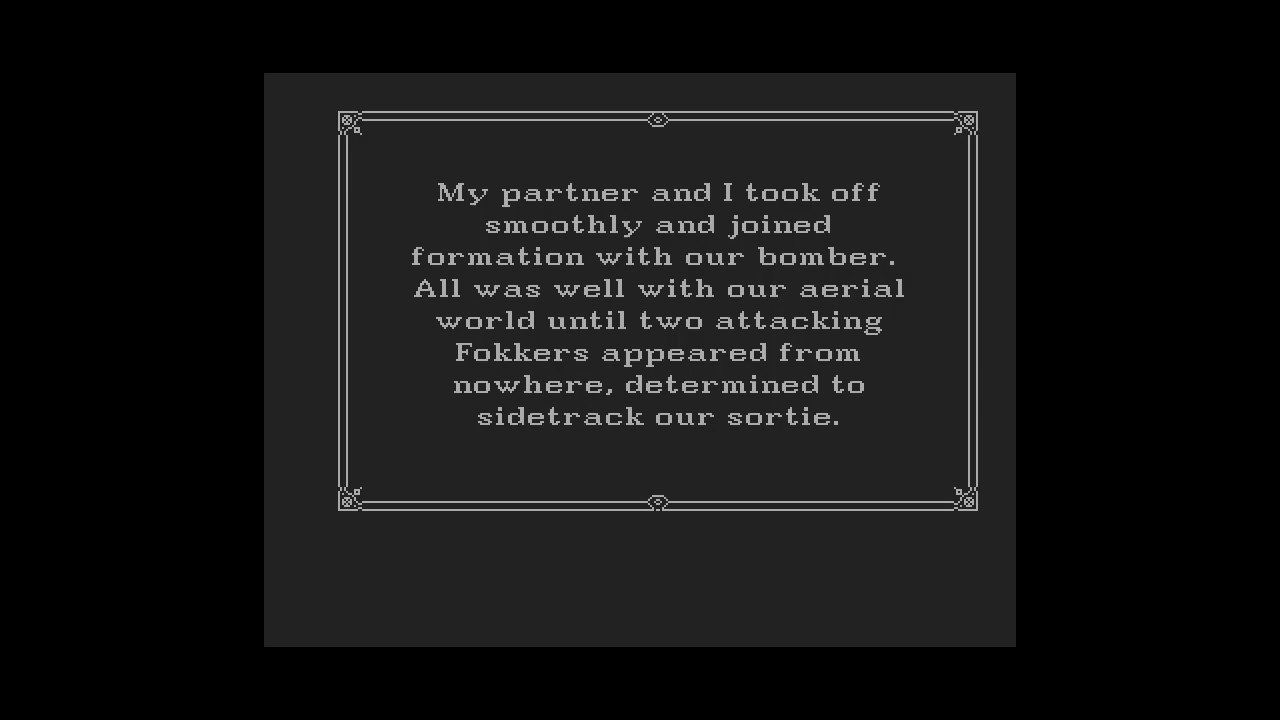 My partner and I took off
smoothly and joined
formation with our bomber.
All was well with our aerial
world until two attacking
Fokkers appeared from
nowhere, determined to
sidetrack our sortie.